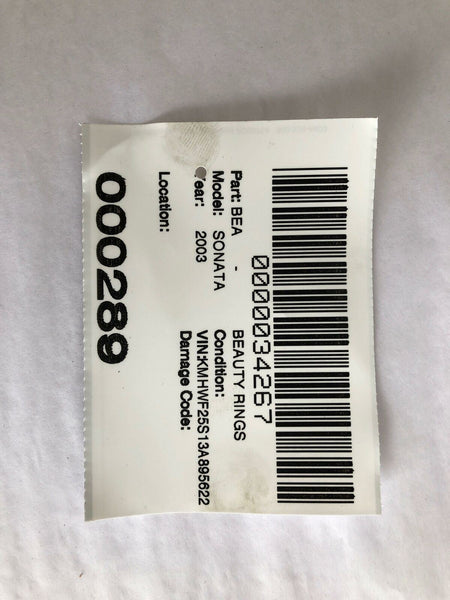 0000034267
Part: BEA - BEAUTY RINGS
Model: SONATA Condition:
Year: 2003 VIN:KMHWF25S13A895622
Damage Code:
Location:
000289